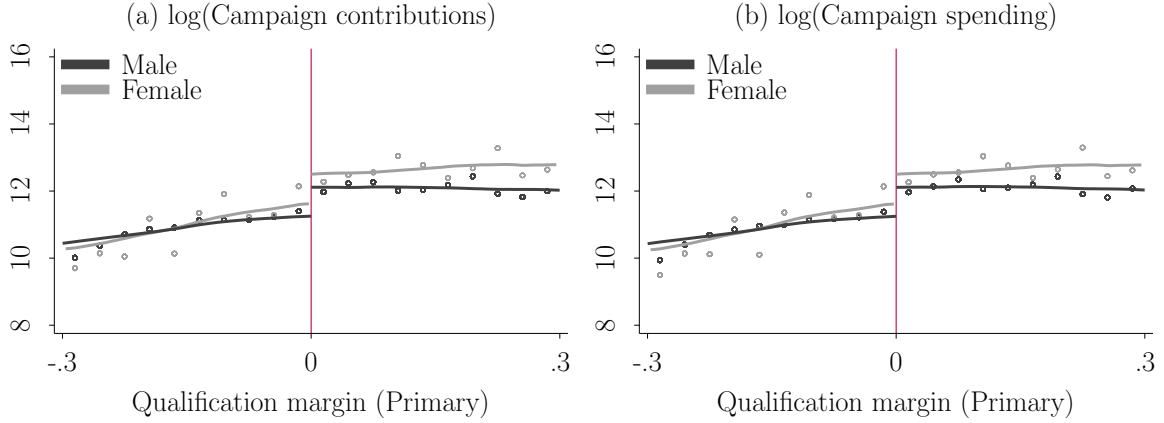 (a) log(Campaign contributions)
16
14
12
10
8
Male
Female
-.3 0 .3
Qualification margin (Primary)
(b) log(Campaign spending)
16
14
12
10
8
Male
Female
-.3 0 .3
Qualification margin (Primary)